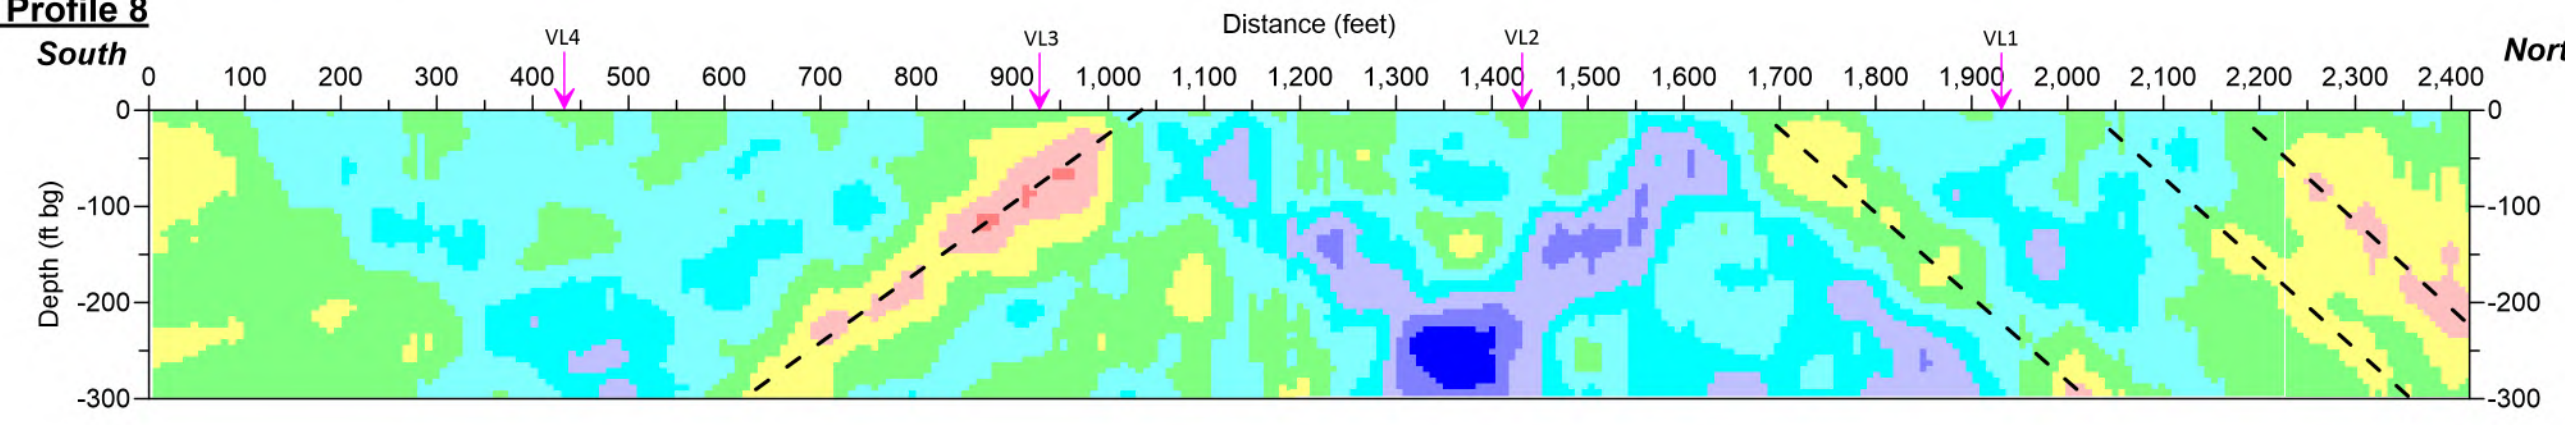 Profile 8
Distance (feet)
South
VL4
VL3
VL2
VL1
Nort
0 100 200 300 400 500 600 700 800 900 1,000 1,100 1,200 1,300 1,400 1,500 1,600 1,700 1,800 1,900 2,000 2,100 2,200 2,300 2,400
Depth (ft bg)
0
-100
-200
-300
0
-100
-200
-300